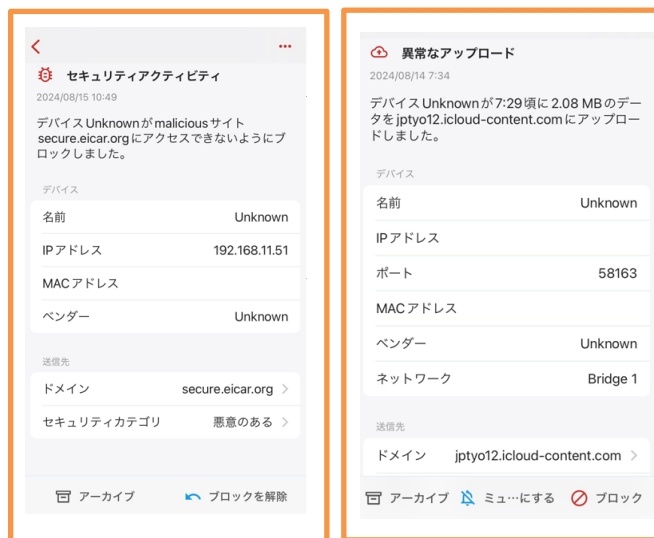 セキュリティアクティビティ
2024/08/15 10:49
デバイスUnknownがmaliciousサイト
secure.eicar.orgにアクセスできないようにブ
ロックしました。
デバイス
名前 Unknown
IPアドレス 192.168.11.51
MACアドレス
ベンダー Unknown
送信先
ドメイン secure.eicar.org
セキュリティカテゴリ 悪意のある
アーカイブ ブロックを解除
異常なアップロード
2024/08/14 7:34
デバイスUnknownが7:29頃に2.08 MBのデー
タをjptyo12.icloud-content.comにアップロー
ドしました。
デバイス
名前 Unknown
IPアドレス
ポート 58163
MACアドレス
ベンダー Unknown
ネットワーク Bridge 1
送信先
ドメイン jptyo12.icloud-content.com
アーカイブ ミュ…にする ブロック